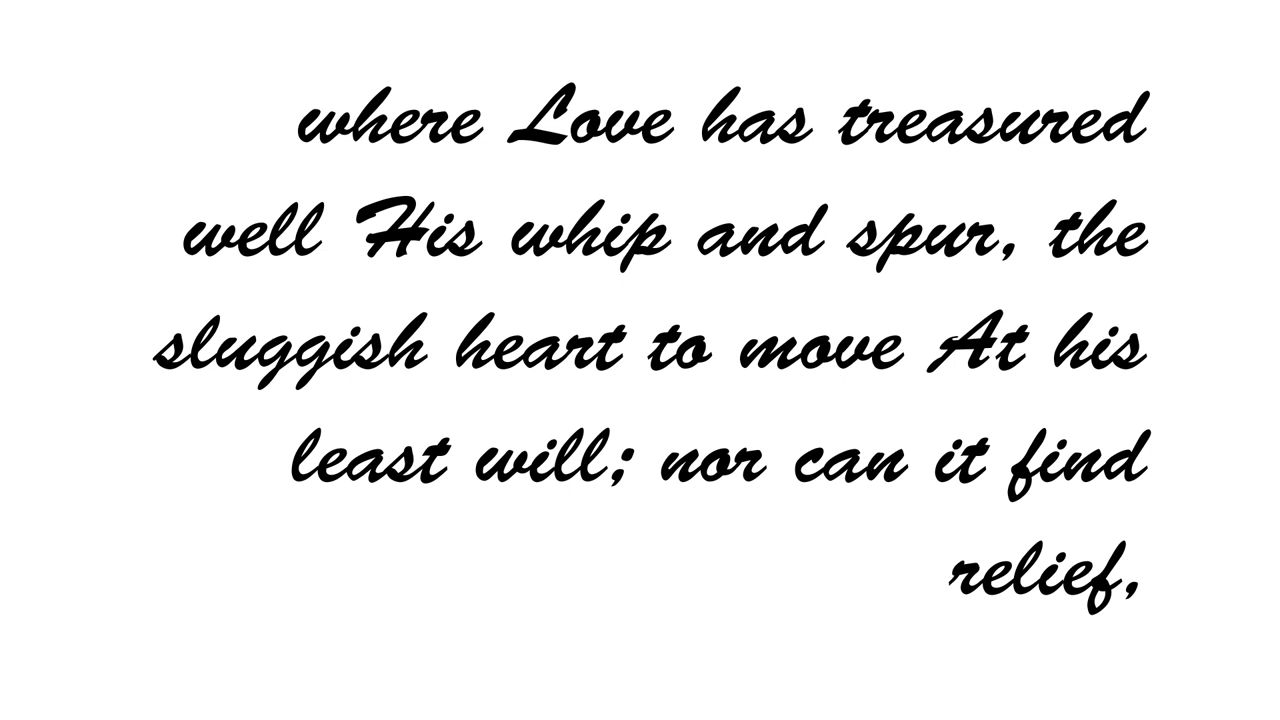 where Love has treasured
well His whip and spur, the
sluggish heart to move At his
least will; nor can it find
relief,